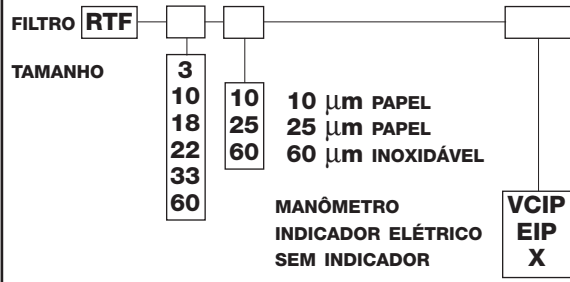 FILTRO RTF
TAMANHO 3
10 10 10 µm PAPEL
18 25 25 µm PAPEL
22 60 60 µm INOXIDÁVEL
33
60
MANÔMETRO VCIP
INDICADOR ELÉTRICO EIP
SEM INDICADOR X